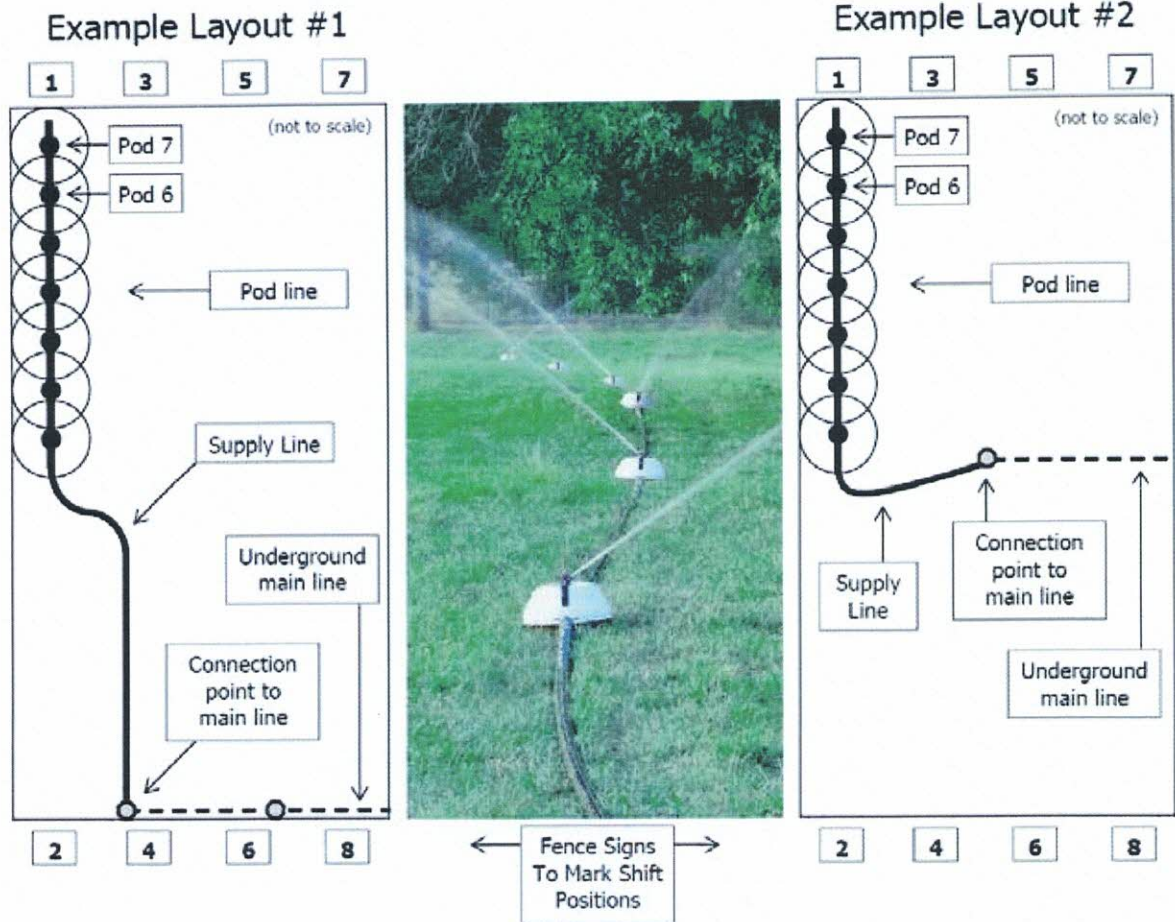 Example Layout #1
1 3 5 7
(not to scale)
Pod 7
Pod 6
Pod line
Supply Line
Underground
main line
Connection
point to
main line
2 4 6 8
Fence Signs
To Mark Shift
Positions
Example Layout #2
1 3 5 7
(not to scale)
Pod 7
Pod 6
Pod line
Supply
Line
Connection
point to
main line
Underground
main line
2 4 6 8